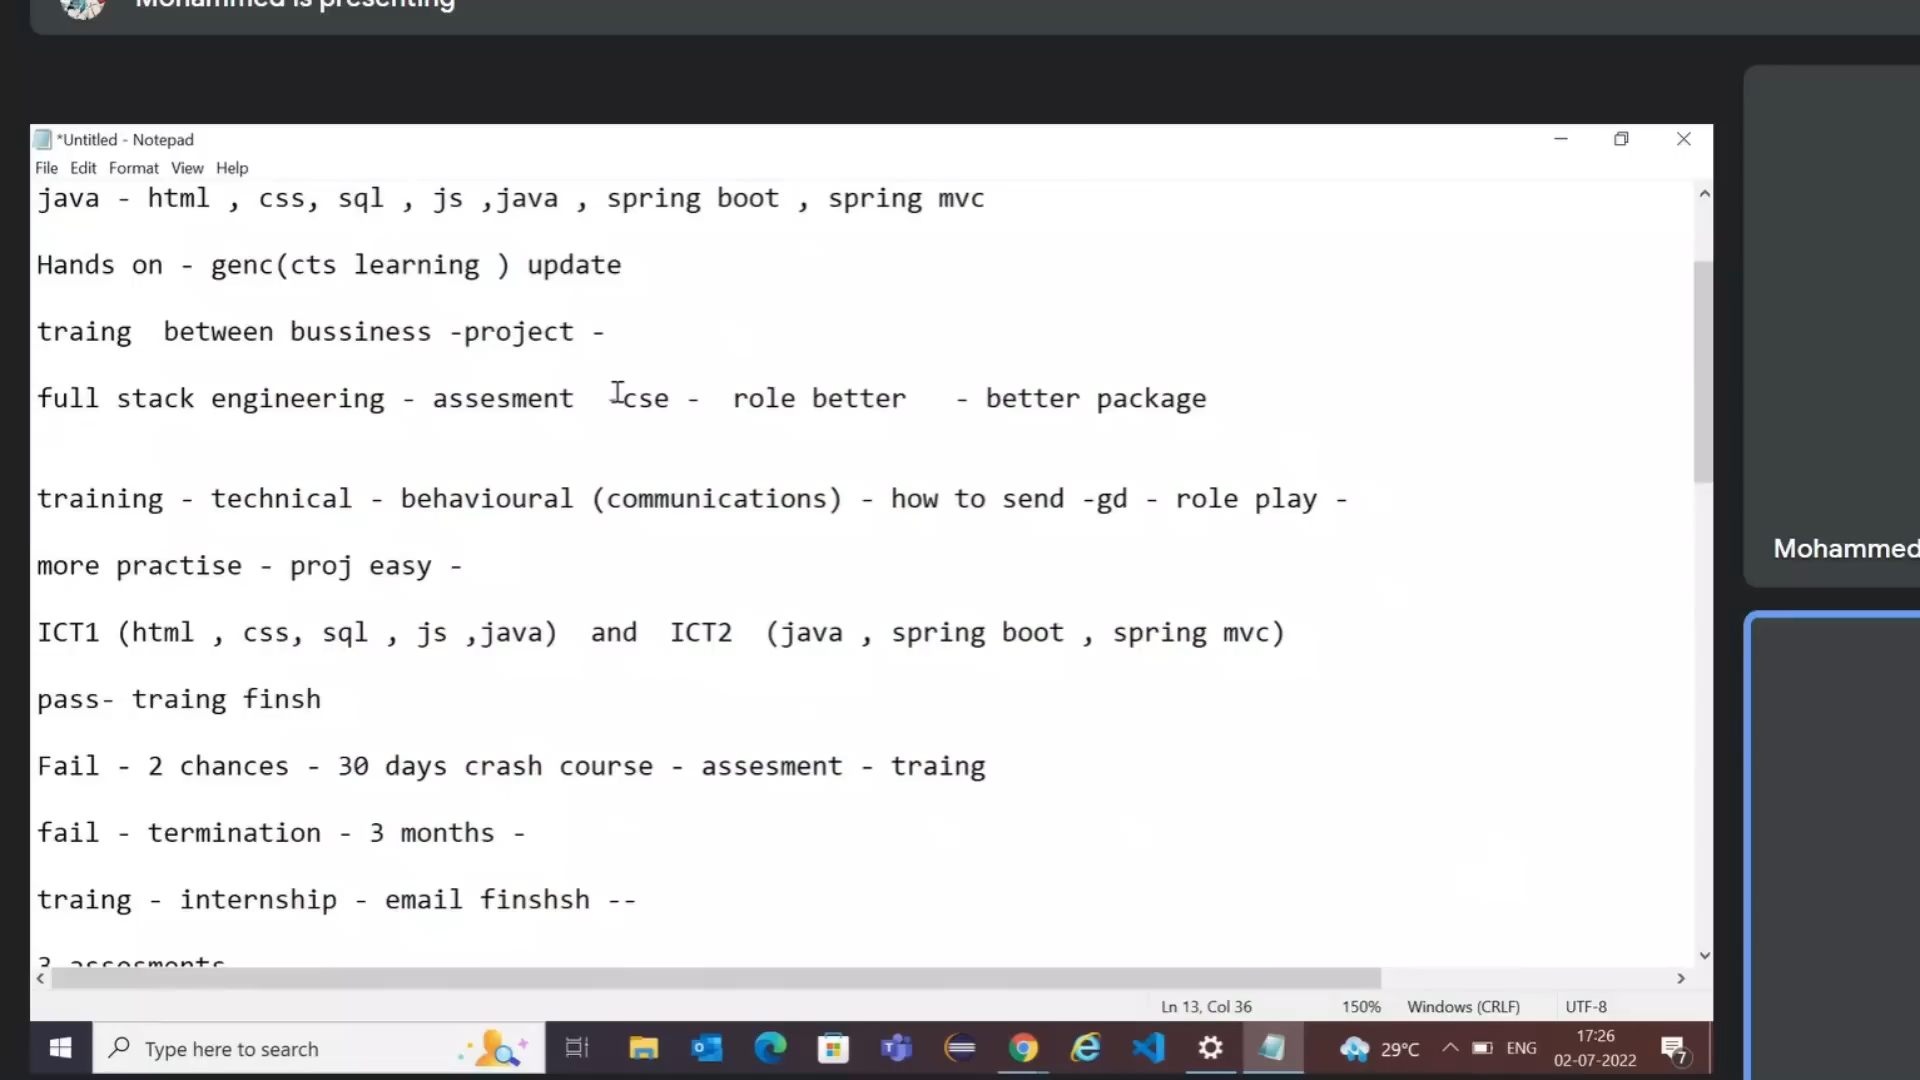 Mohammed is presenting
*Untitled - Notepad
File Edit Format View Help
java - html , css, sql , js ,java , spring boot , spring mvc
Hands on - genc(cts learning ) update
traing  between bussiness -project -
full stack engineering - assesment  cse -  role better   - better package
training - technical - behavioural (communications) - how to send -gd - role play -
more practise - proj easy -
ICT1 (html , css, sql , js ,java)  and  ICT2  (java , spring boot , spring mvc)
pass- traing finsh
Fail - 2 chances - 30 days crash course - assesment - traing
fail - termination - 3 months -
traing - internship - email finshsh --
3 assesments
Ln 13, Col 36 150% Windows (CRLF) UTF-8
Type here to search
29°C ENG
17:26
02-07-2022
7
Mohammed